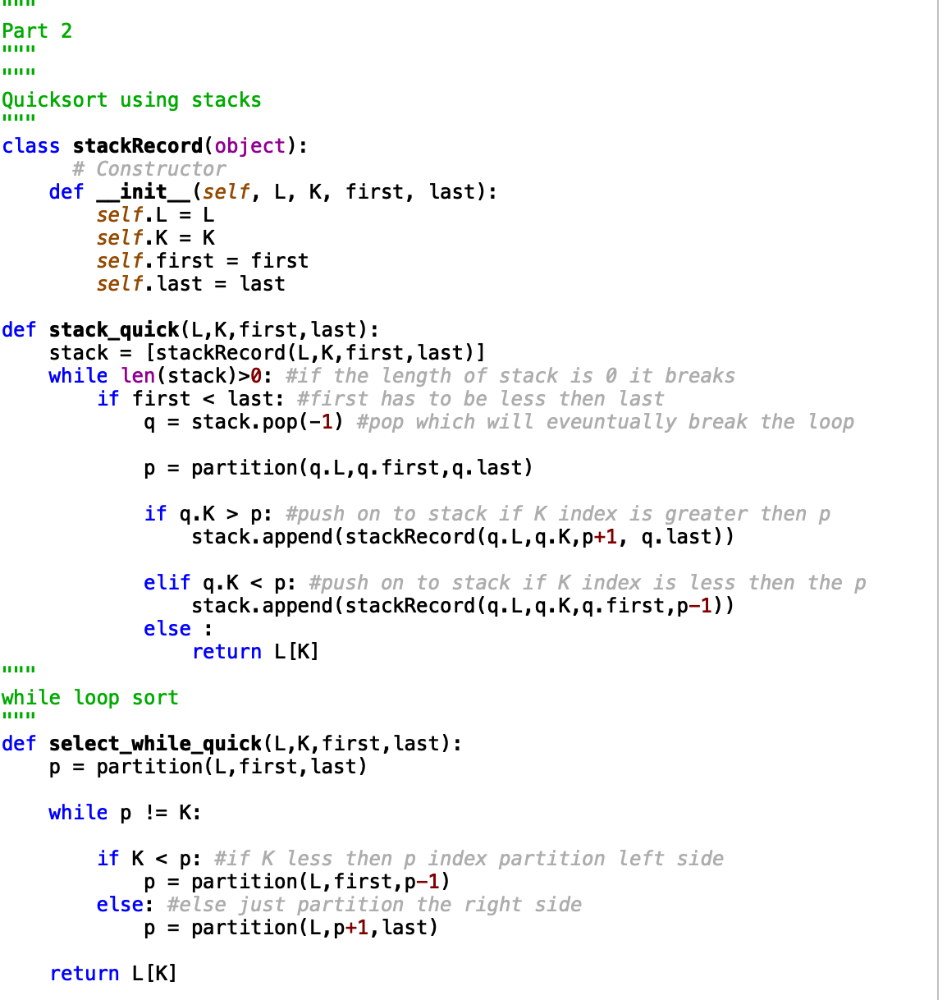 """
Part 2
"""
"""
Quicksort using stacks
"""
class stackRecord(object):
      # Constructor
    def __init__(self, L, K, first, last):
        self.L = L
        self.K = K
        self.first = first
        self.last = last

def stack_quick(L,K,first,last):
    stack = [stackRecord(L,K,first,last)]
    while len(stack)>0: #if the length of stack is 0 it breaks
        if first < last: #first has to be less then last
            q = stack.pop(-1) #pop which will eveuntually break the loop

            p = partition(q.L,q.first,q.last)

            if q.K > p: #push on to stack if K index is greater then p
                stack.append(stackRecord(q.L,q.K,p+1, q.last))

            elif q.K < p: #push on to stack if K index is less then the p
                stack.append(stackRecord(q.L,q.K,q.first,p-1))
            else :
                return L[K]
"""
while loop sort
"""
def select_while_quick(L,K,first,last):
    p = partition(L,first,last)

    while p != K:

        if K < p: #if K less then p index partition left side
            p = partition(L,first,p-1)
        else: #else just partition the right side
            p = partition(L,p+1,last)

    return L[K]